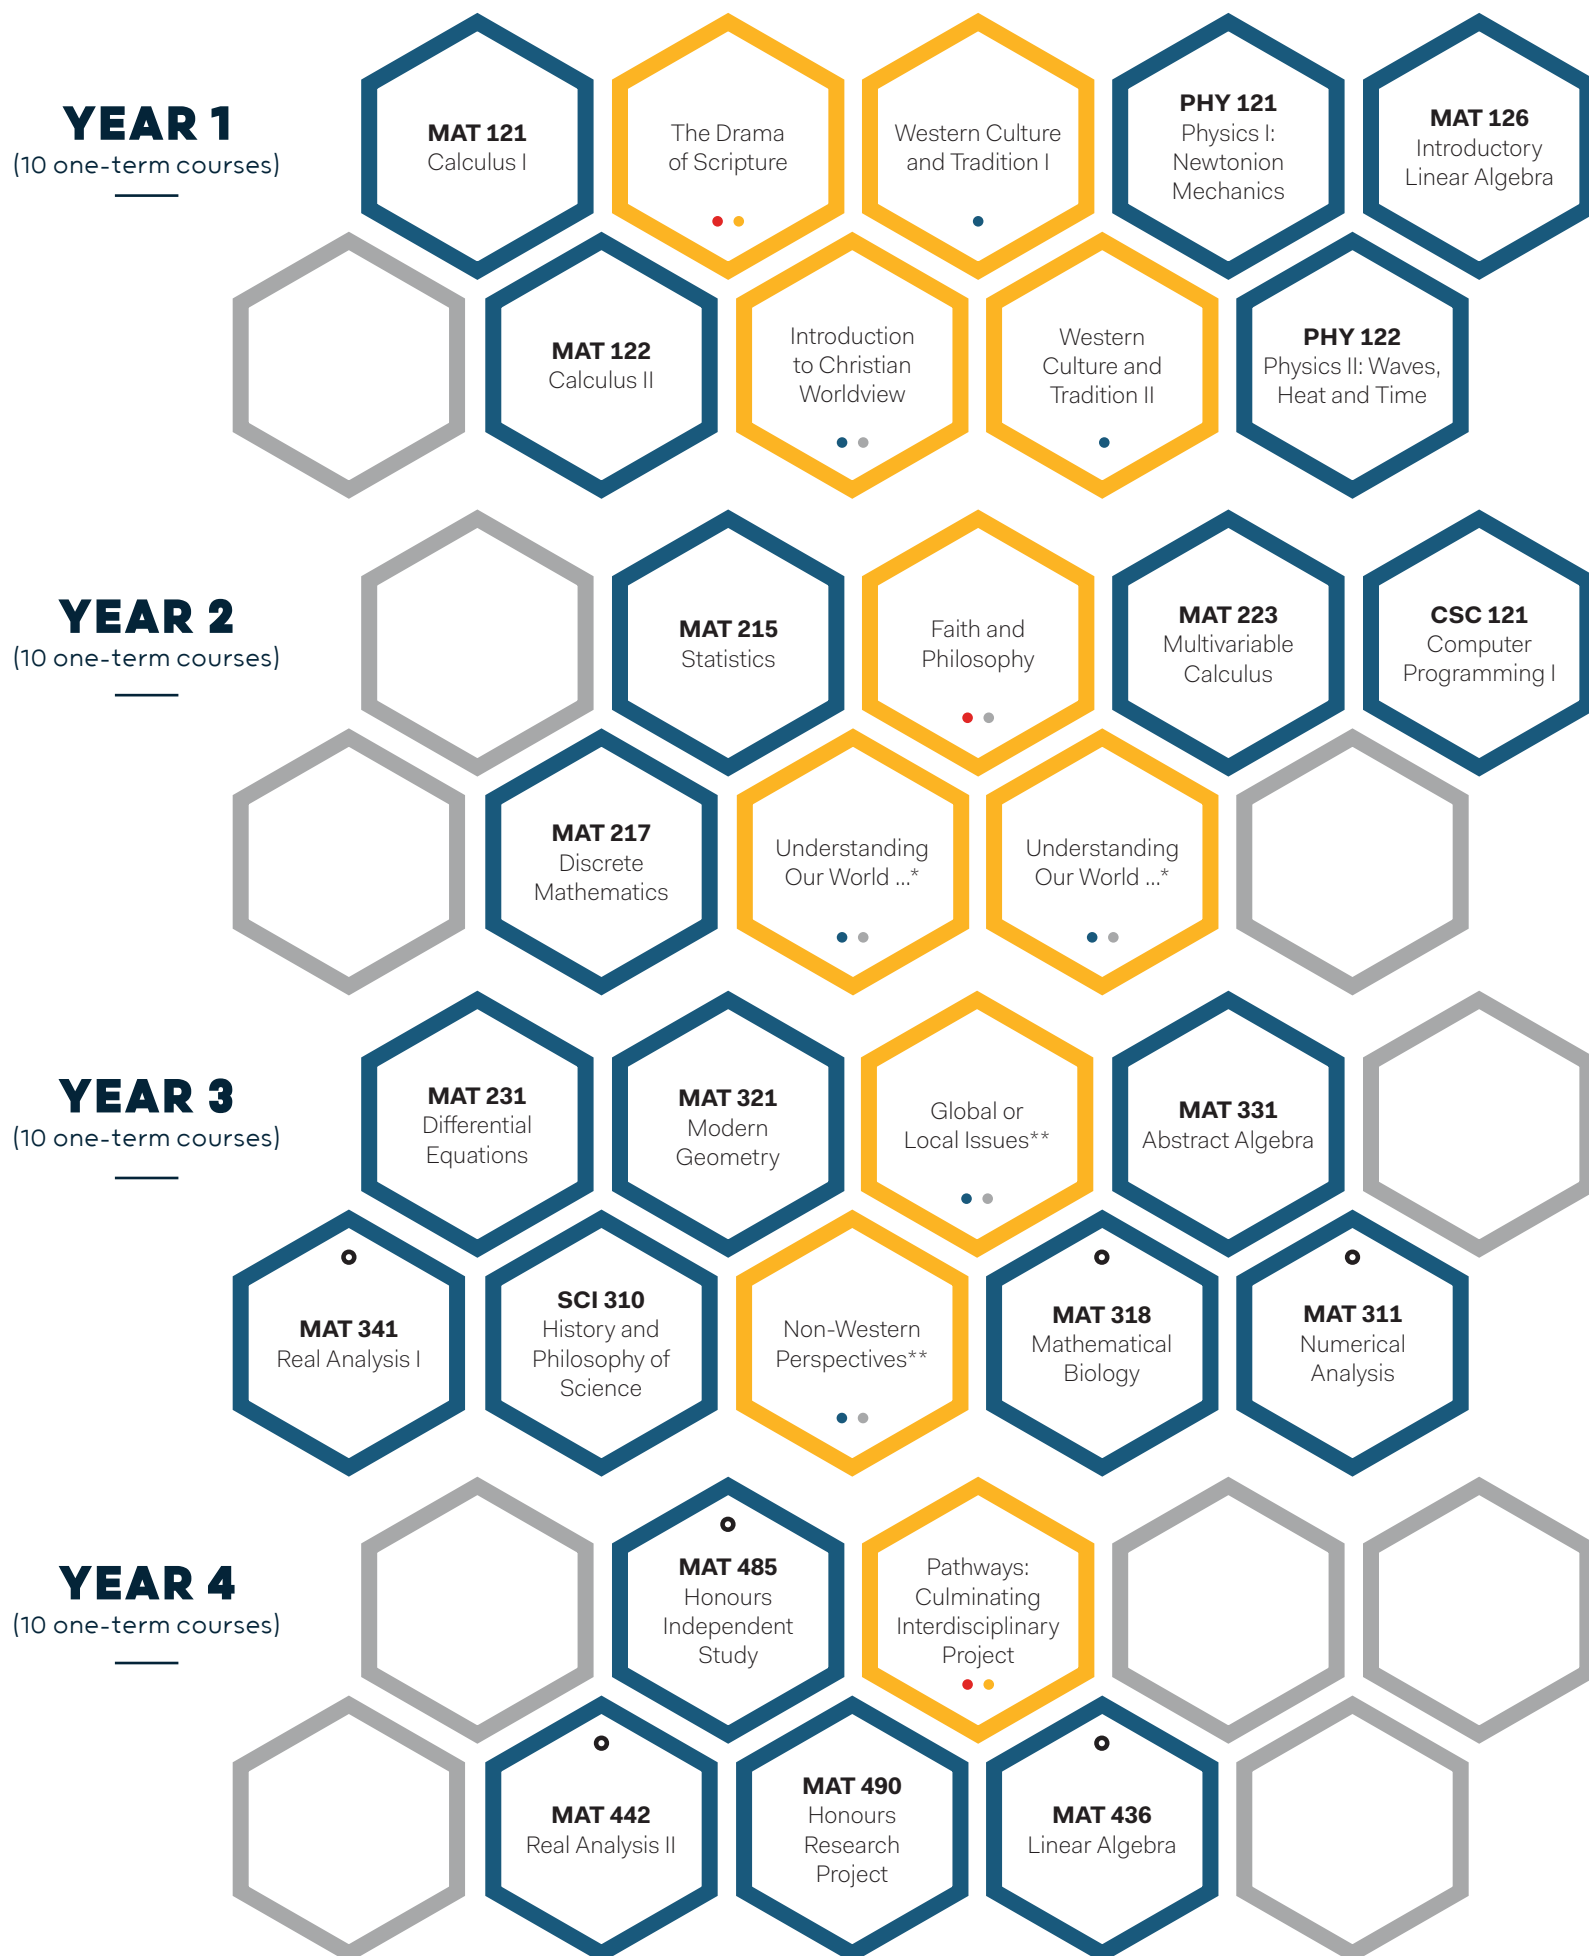 YEAR 1
(10 one-term courses)
MAT 121
Calculus I
The Drama
of Scripture
Western Culture
and Tradition I
PHY 121
Physics I:
Newtonion
Mechanics
MAT 126
Introductory
Linear Algebra
MAT 122
Calculus II
Introduction
to Christian
Worldview
Western
Culture and
Tradition II
PHY 122
Physics II: Waves,
Heat and Time
YEAR 2
(10 one-term courses)
MAT 215
Statistics
Faith and
Philosophy
MAT 223
Multivariable
Calculus
CSC 121
Computer
Programming I
MAT 217
Discrete
Mathematics
Understanding
Our World ...*
Understanding
Our World ...*
YEAR 3
(10 one-term courses)
MAT 231
Differential
Equations
MAT 321
Modern
Geometry
Global or
Local Issues**
MAT 331
Abstract Algebra
MAT 341
Real Analysis I
SCI 310
History and
Philosophy of
Science
Non-Western
Perspectives**
MAT 318
Mathematical
Biology
MAT 311
Numerical
Analysis
YEAR 4
(10 one-term courses)
MAT 485
Honours
Independent
Study
Pathways:
Culminating
Interdisciplinary
Project
MAT 442
Real Analysis II
MAT 490
Honours
Research
Project
MAT 436
Linear Algebra